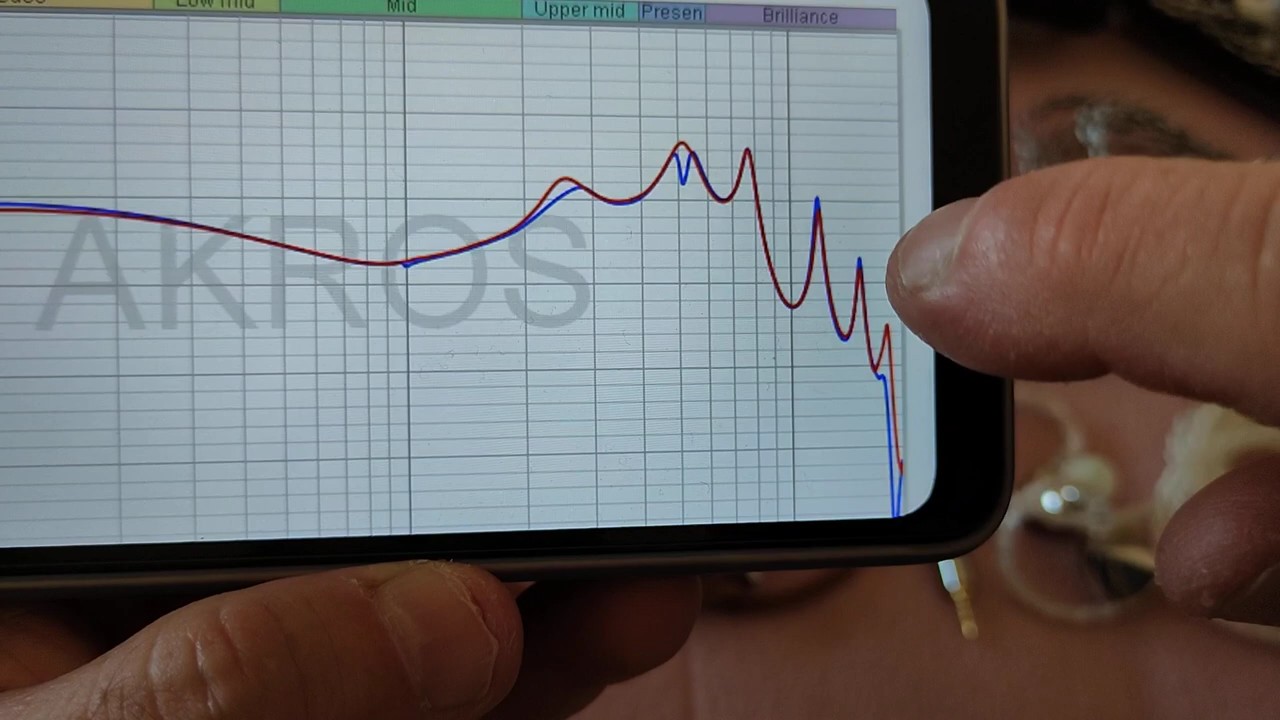 Low mid
Mid
Upper mid
Presen
Brilliance
AKROS